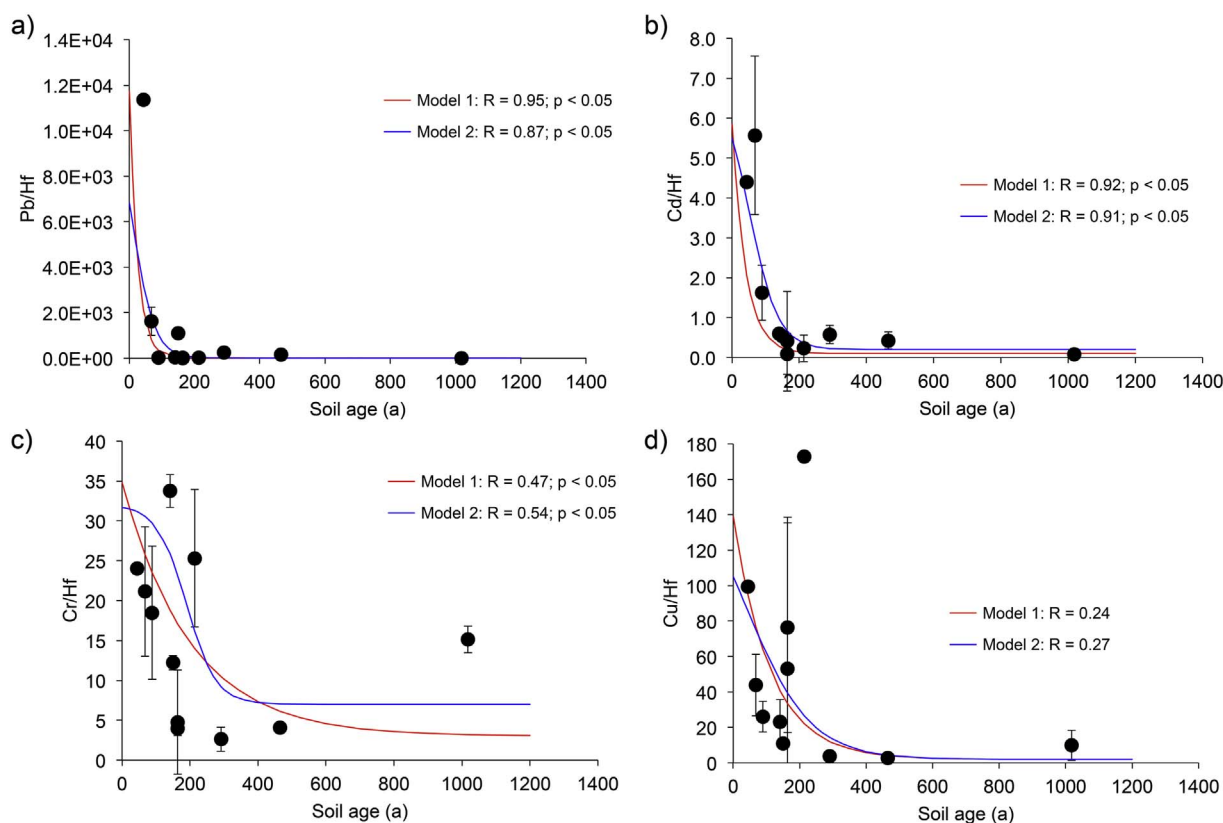 a)
1.4E+04
1.2E+04
1.0E+04
8.0E+03
6.0E+03
4.0E+03
2.0E+03
0.0E+00
Pb/Hf
0 200 400 600 800 1000 1200 1400
Soil age (a)
Model 1: R = 0.95; p < 0.05
Model 2: R = 0.87; p < 0.05
b)
8.0
7.0
6.0
5.0
4.0
3.0
2.0
1.0
0.0
Cd/Hf
0 200 400 600 800 1000 1200 1400
Soil age (a)
Model 1: R = 0.92; p < 0.05
Model 2: R = 0.91; p < 0.05
c)
40
35
30
25
20
15
10
5
0
Cr/Hf
0 200 400 600 800 1000 1200 1400
Soil age (a)
Model 1: R = 0.47; p < 0.05
Model 2: R = 0.54; p < 0.05
d)
180
160
140
120
100
80
60
40
20
0
Cu/Hf
0 200 400 600 800 1000 1200 1400
Soil age (a)
Model 1: R = 0.24
Model 2: R = 0.27